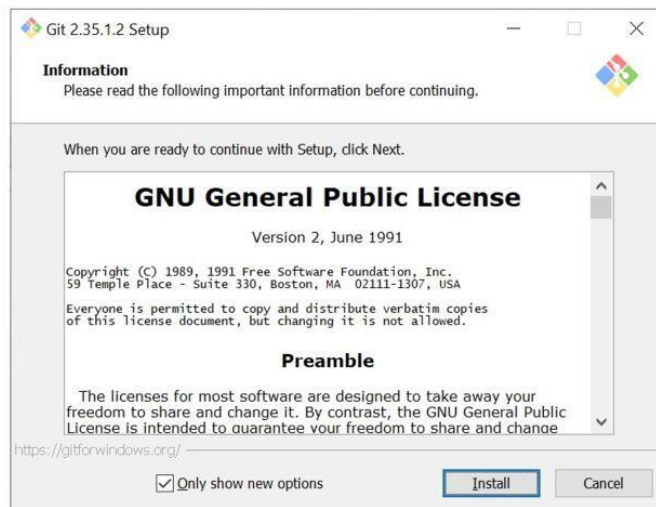 Git 2.35.1.2 Setup
Information
Please read the following important information before continuing.
When you are ready to continue with Setup, click Next.
GNU General Public License
Version 2, June 1991
Copyright (C) 1989, 1991 Free Software Foundation, Inc.
59 Temple Place - Suite 330, Boston, MA  02111-1307, USA
Everyone is permitted to copy and distribute verbatim copies
of this license document, but changing it is not allowed.
Preamble
The licenses for most software are designed to take away your
freedom to share and change it. By contrast, the GNU General Public
License is intended to guarantee your freedom to share and change
https://gitforwindows.org/
Only show new options
Install
Cancel